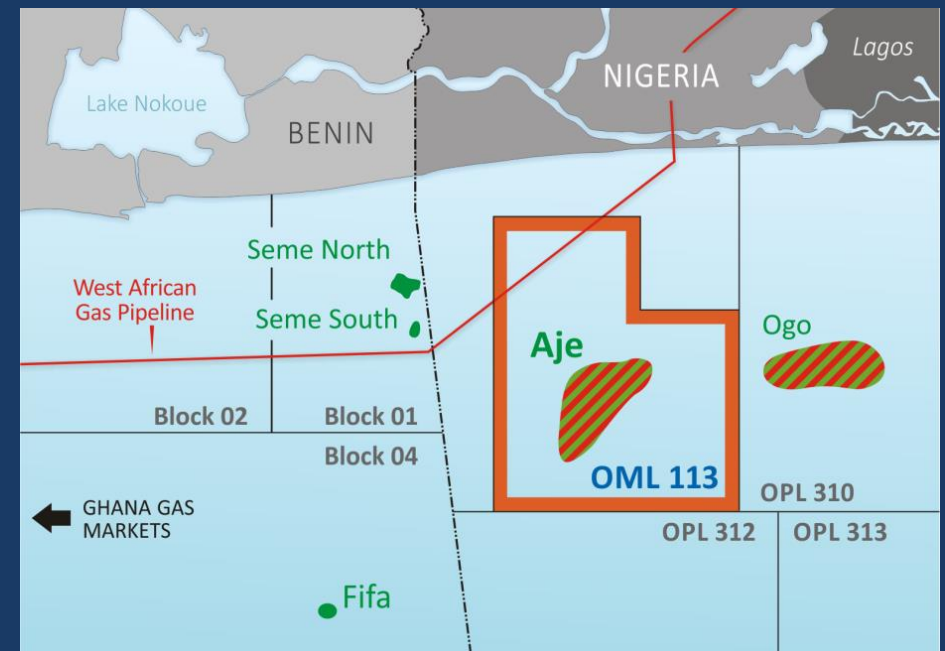 Lagos
NIGERIA
Lake Nokoue
BENIN
Seme North
West African
Gas Pipeline
Seme South
Ogo
Aje
Block 02
Block 01
Block 04
OML 113
OPL 310
GHANA GAS
MARKETS
OPL 312
OPL 313
Fifa